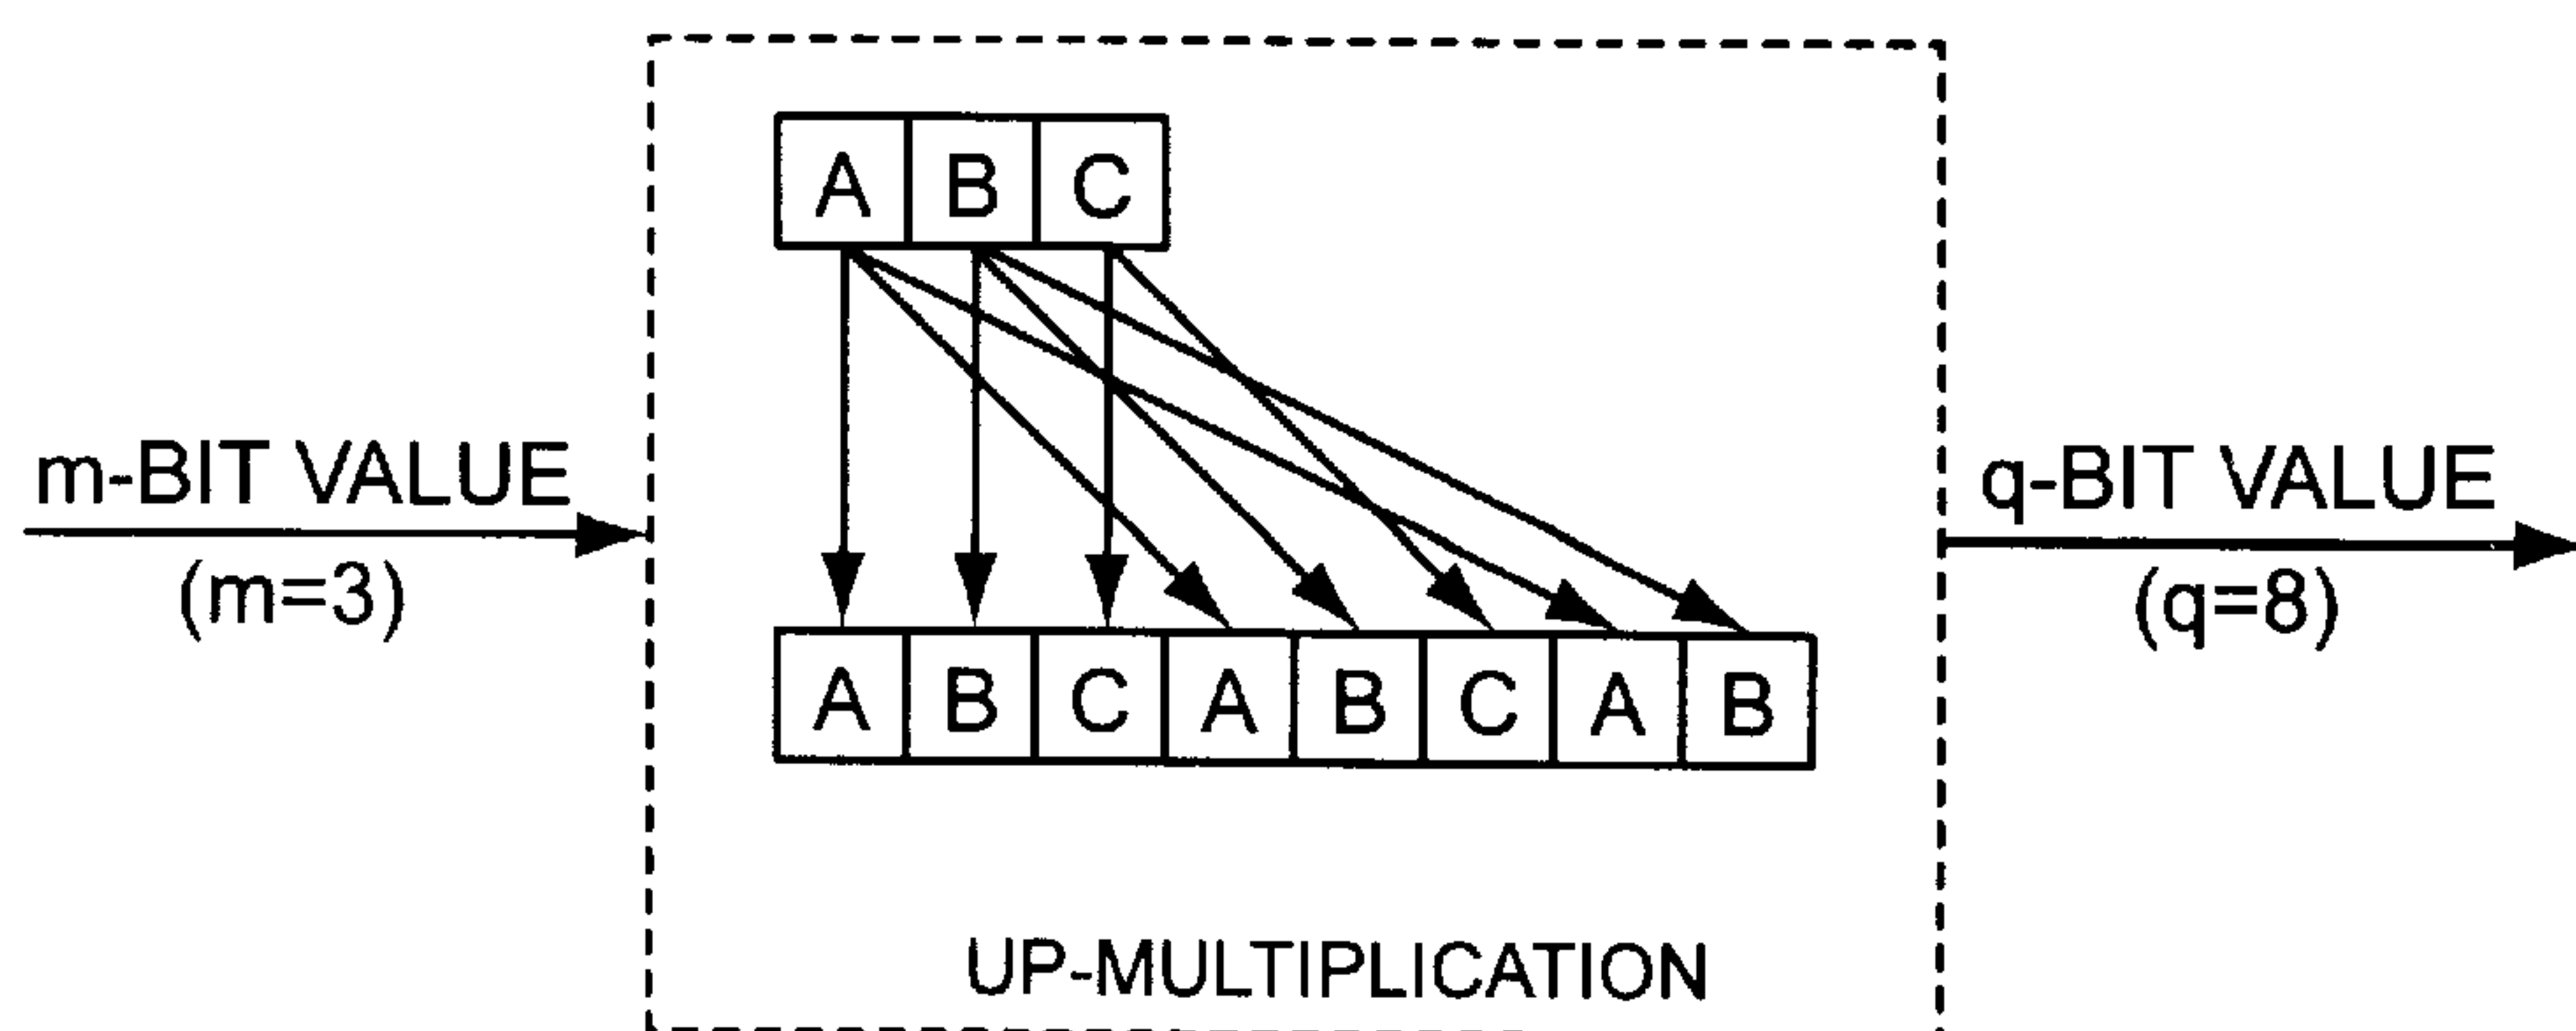 A B C
m-BIT VALUE
(m=3)
q-BIT VALUE
(q=8)
A B C A B C A B
UP-MULTIPLICATION